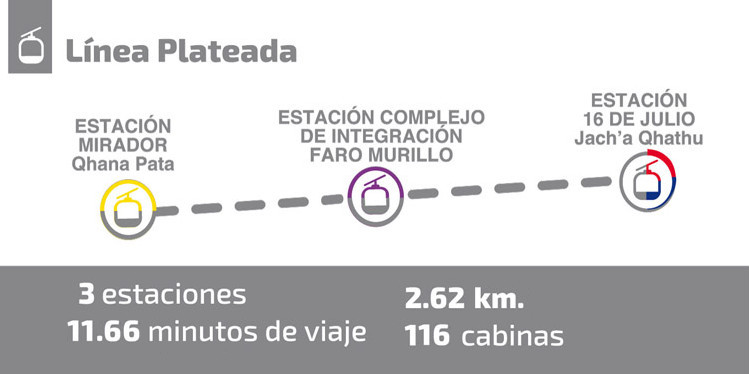 Línea Plateada
ESTACIÓN
MIRADOR
Qhana Pata
ESTACIÓN COMPLEJO
DE INTEGRACIÓN
FARO MURILLO
ESTACIÓN
16 DE JULIO
Jach'a Qhathu
3 estaciones
11.66 minutos de viaje
2.62 km.
116 cabinas